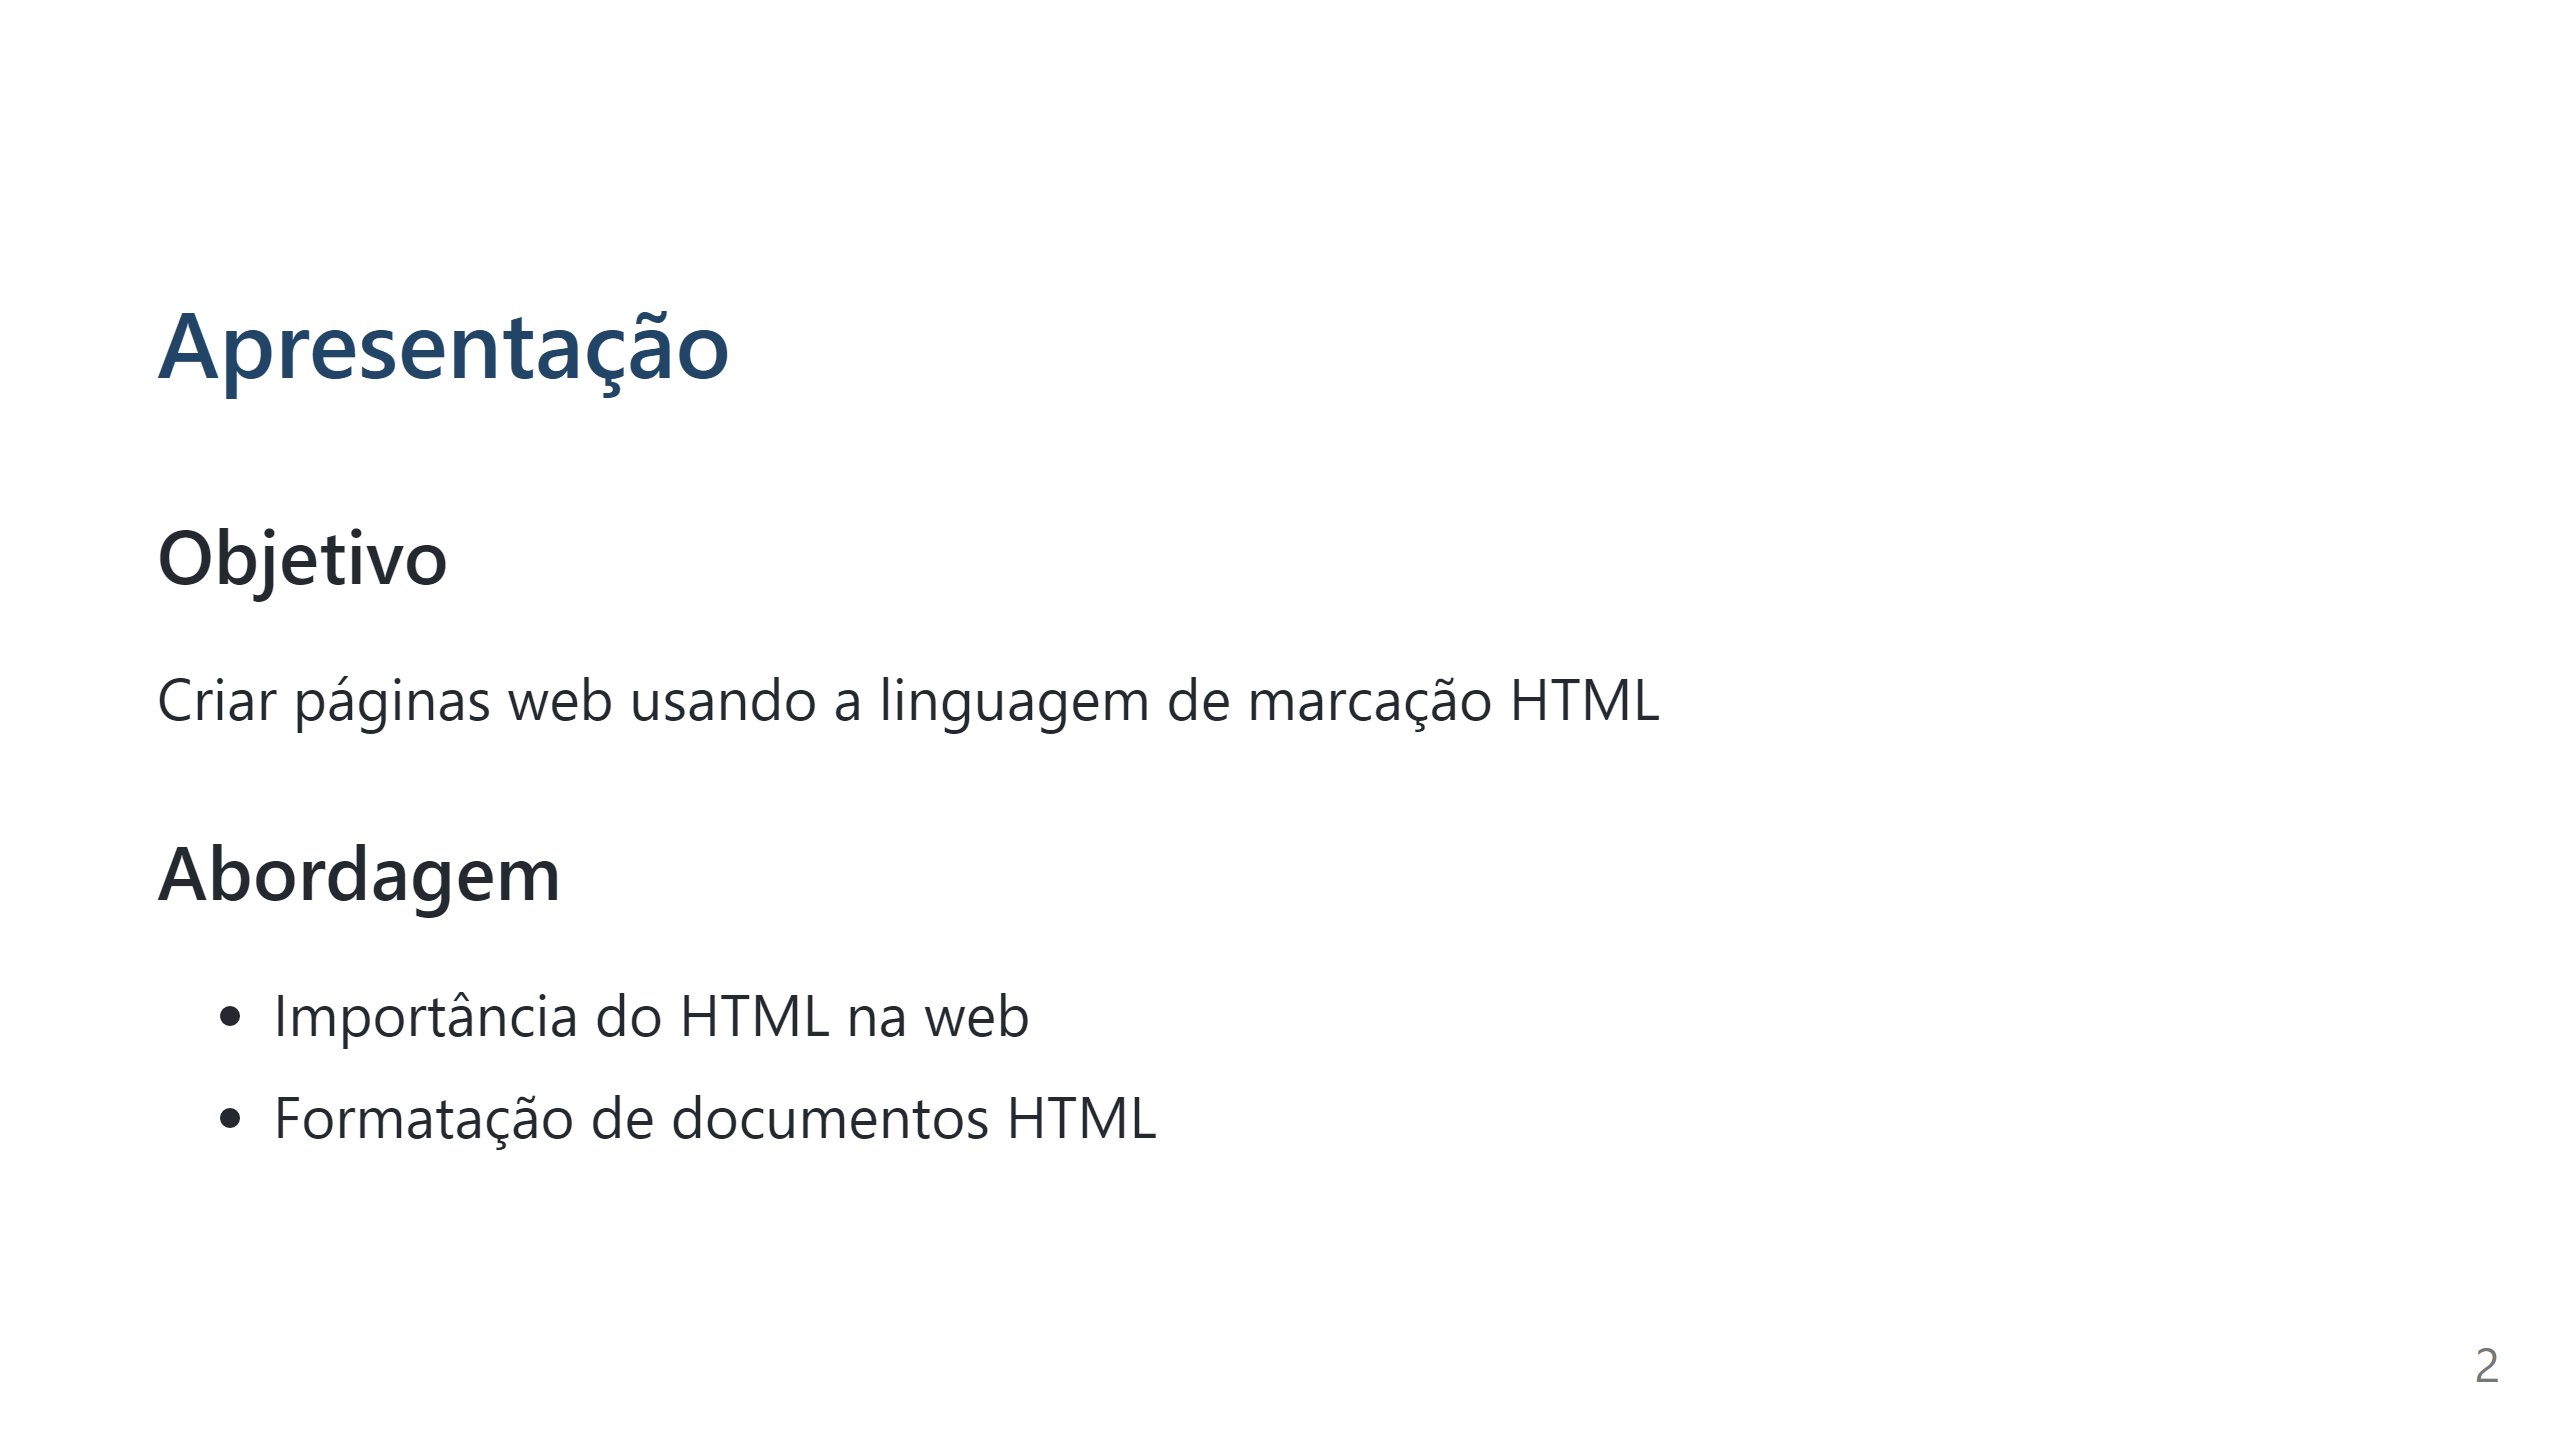 Apresentação
Objetivo
Criar páginas web usando a linguagem de marcação HTML
Abordagem
• Importância do HTML na web
• Formatação de documentos HTML
2